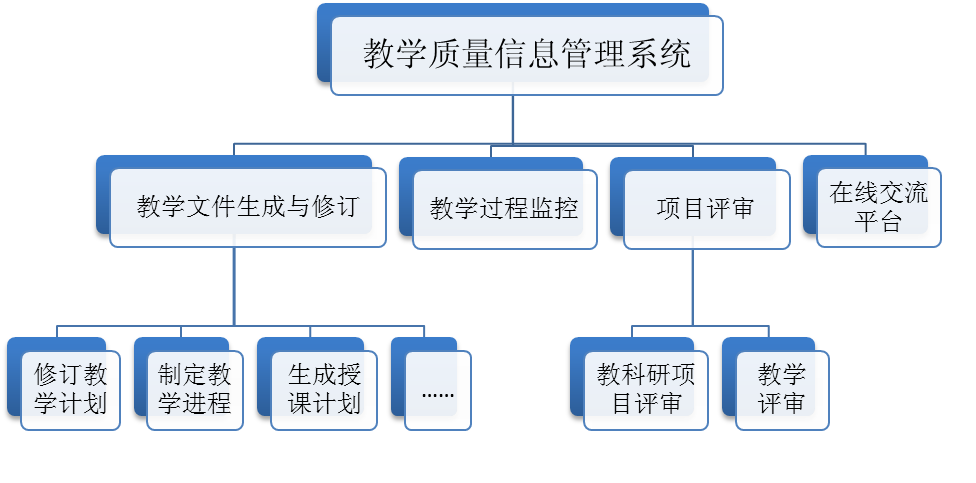 教学质量信息管理系统
教学文件生成与修订
教学过程监控
项目评审
在线交流
平台
修订教
学计划
制定教
学进程
生成授
课计划
……
教科研项
目评审
教学
评审